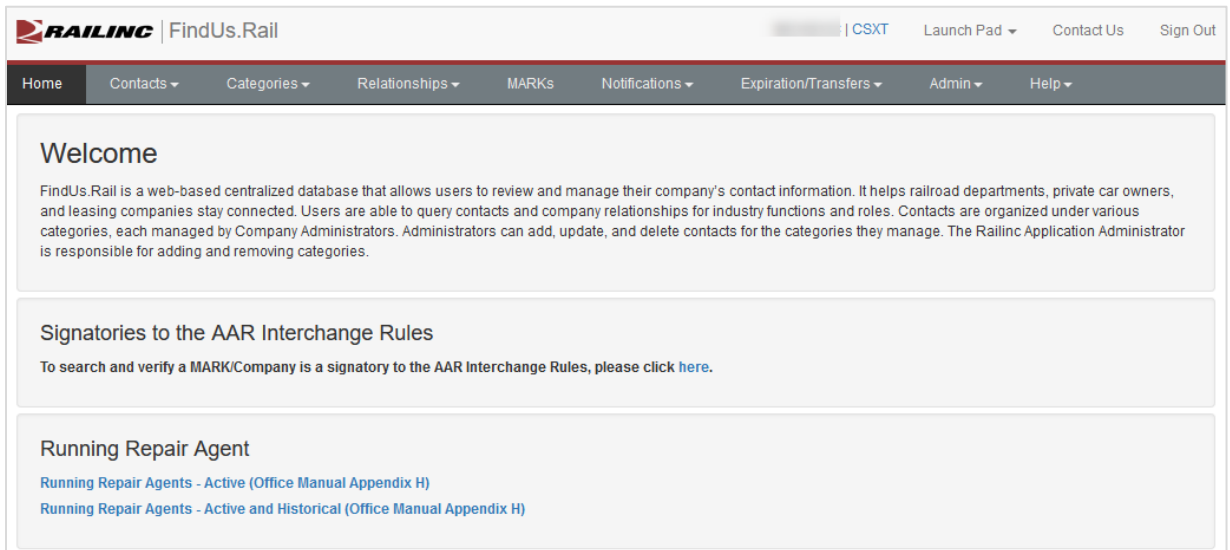 RAILINC | FindUs.Rail
| CSXT Launch Pad Contact Us Sign Out
Home Contacts Categories Relationships MARKs Notifications Expiration/Transfers Admin Help
Welcome
FindUs.Rail is a web-based centralized database that allows users to review and manage their company's contact information. It helps railroad departments, private car owners,
and leasing companies stay connected. Users are able to query contacts and company relationships for industry functions and roles. Contacts are organized under various
categories, each managed by Company Administrators. Administrators can add, update, and delete contacts for the categories they manage. The Railinc Application Administrator
is responsible for adding and removing categories.
Signatories to the AAR Interchange Rules
To search and verify a MARK/Company is a signatory to the AAR Interchange Rules, please click here.
Running Repair Agent
Running Repair Agents - Active (Office Manual Appendix H)
Running Repair Agents - Active and Historical (Office Manual Appendix H)